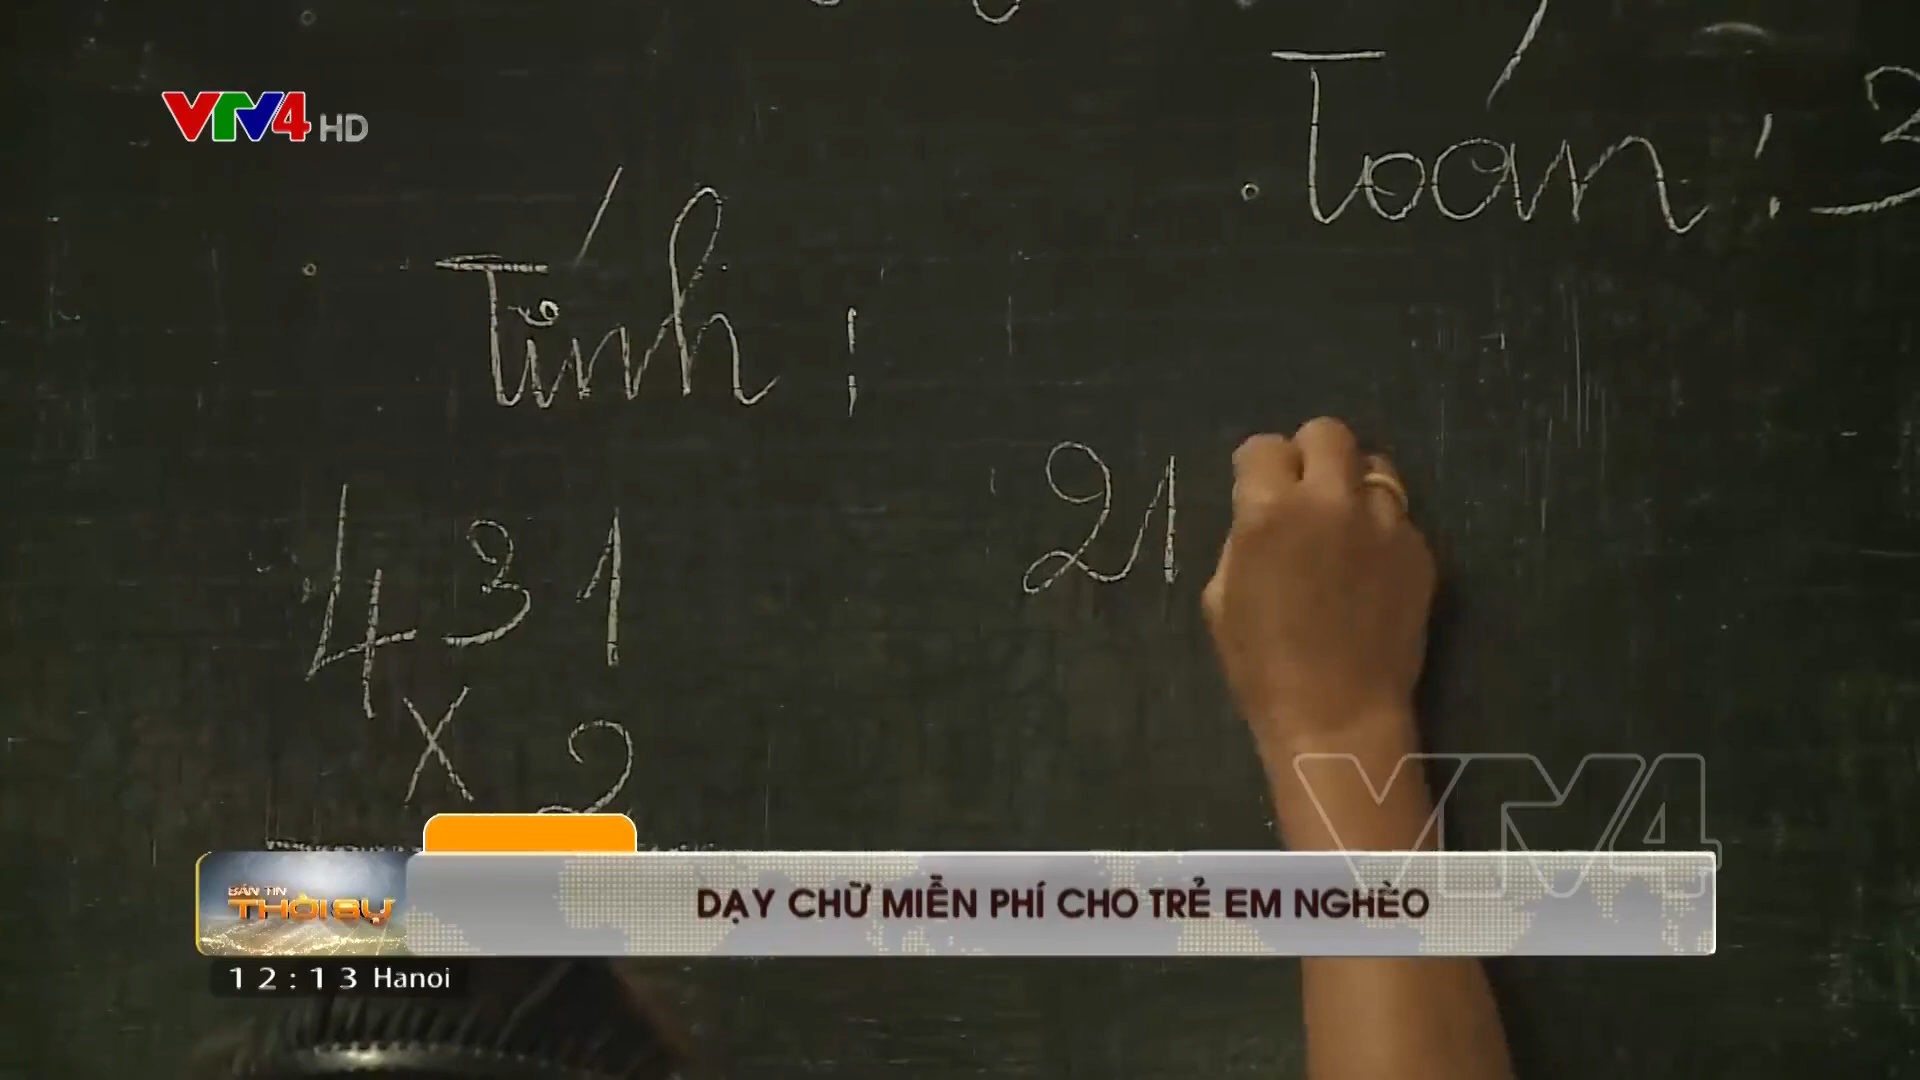 VTV4 HD
Toán: 3
Tính:
431
x 2
21
VTV4
BẢN TIN
THỜI SỰ
DẠY CHỮ MIỄN PHÍ CHO TRẺ EM NGHÈO
12:13 Hanoi